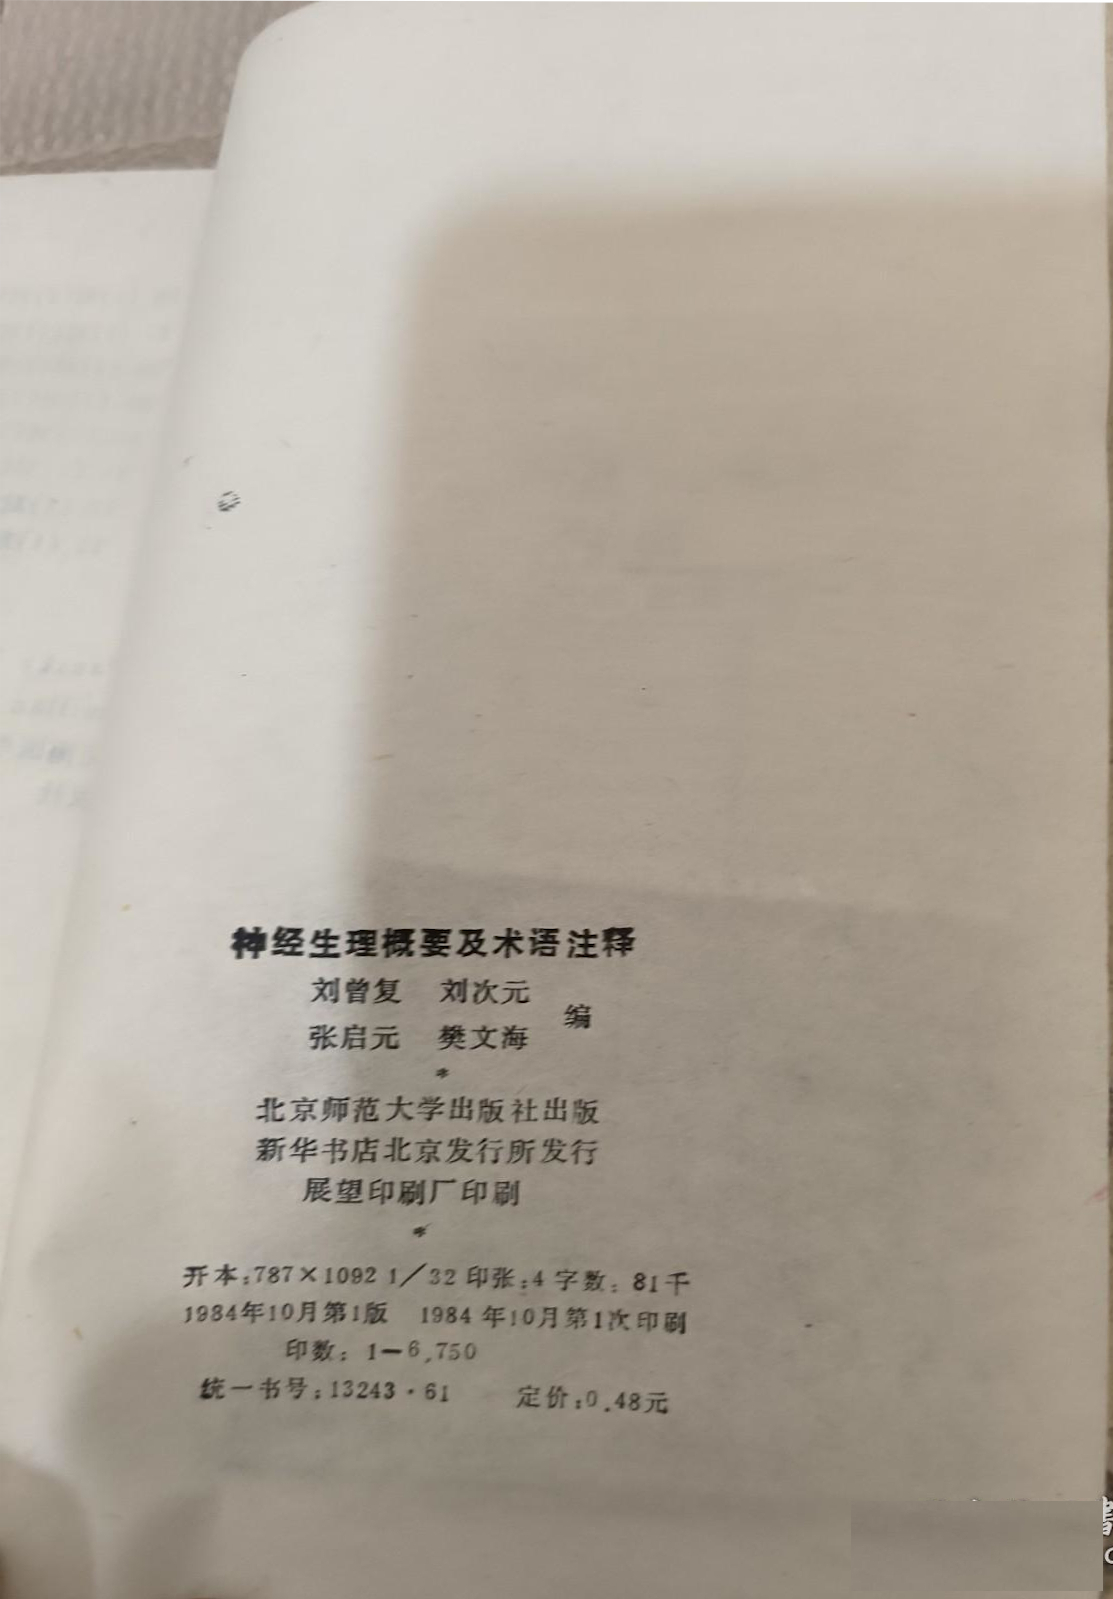 神经生理概要及术语注释
刘曾复 刘次元
编
张启元 樊文海
*
北京师范大学出版社出版
新华书店北京发行所发行
展望印刷厂印刷
*
开本:787×1092 1/32 印张:4 字数:81千
1984年10月第1版 1984年10月第1次印刷
印数:1—6,750
统一书号:13243·61 定价:0.48元